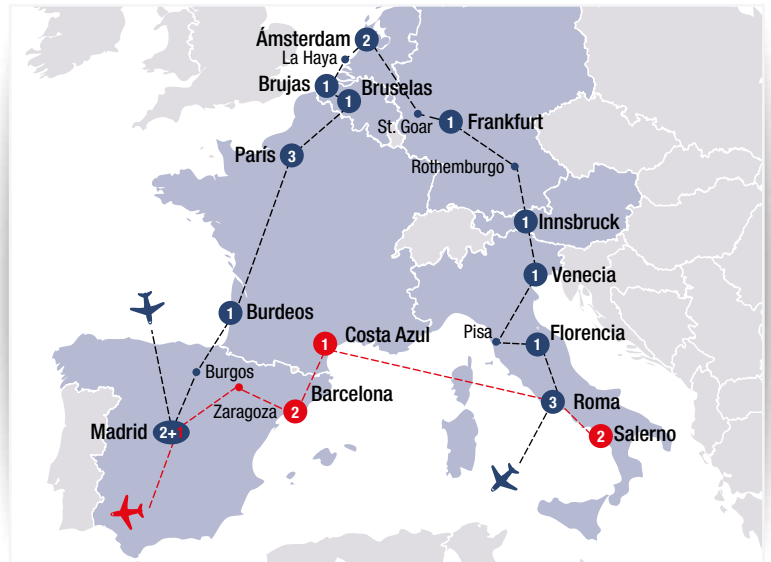 Ámsterdam 2
La Haya
Brujas 1
1 Bruselas
St. Goar
1 Frankfurt
París 3
Rothemburgo
1 Innsbruck
1 Venecia
1 Burdeos
Costa Azul
1
Pisa
Florencia
1
Burgos
Zaragoza
Barcelona
2
3 Roma
Madrid 2+1
2 Salerno